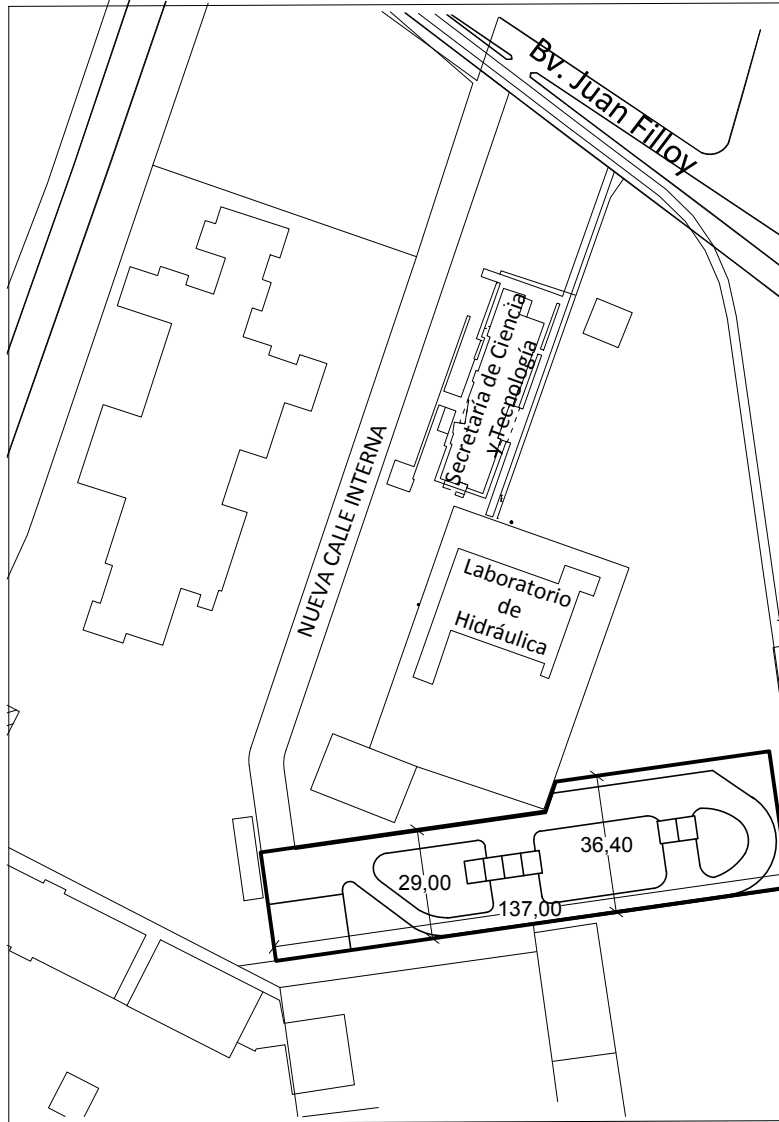 Bv. Juan Filloy
Secretaría de Ciencia
y Tecnología
NUEVA CALLE INTERNA
Laboratorio
de
Hidráulica
36,40
29,00
137,00